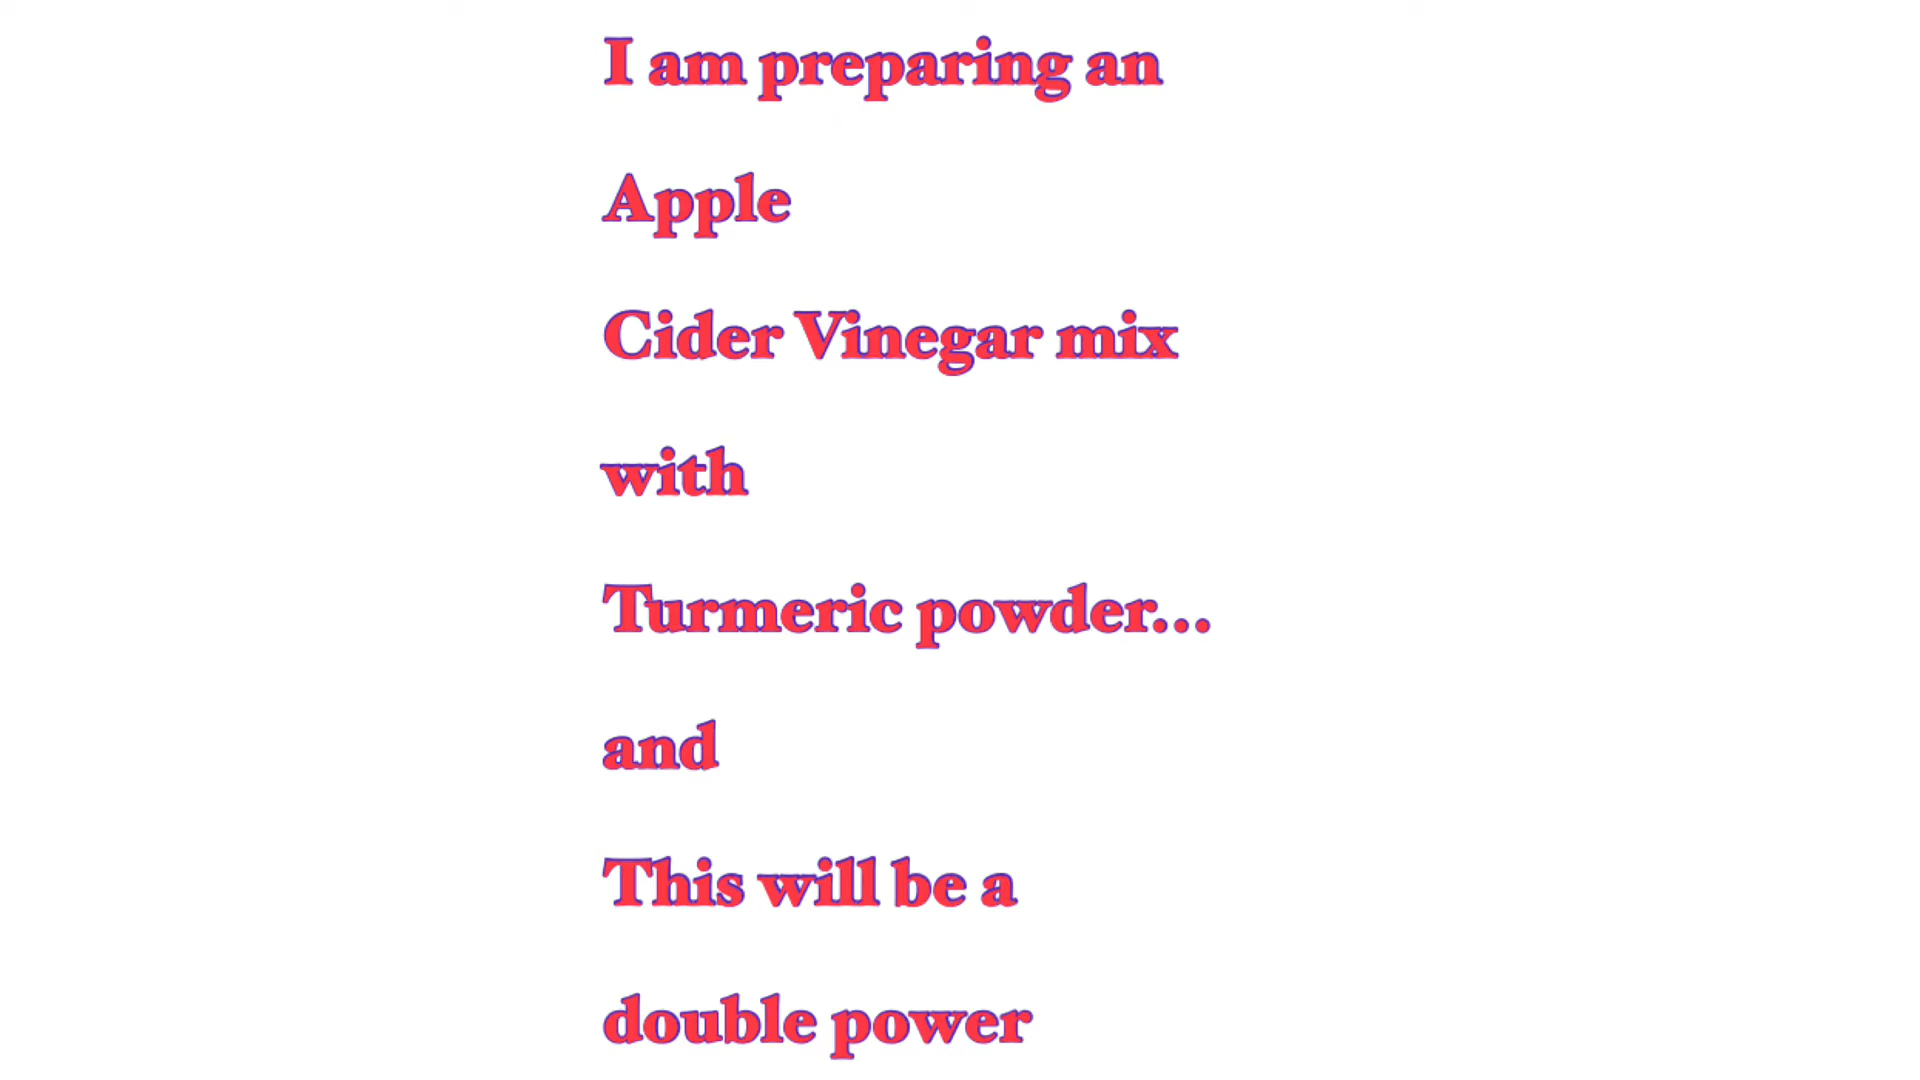 I am preparing an
Apple
Cider Vinegar mix
with
Turmeric powder...
and
This will be a
double power